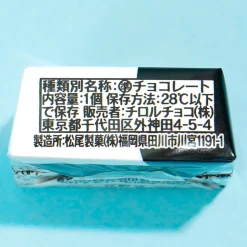 種類別名称:㊤チョコレート
内容量:1個 保存方法:28℃以下
で保存 販売者:チロルチョコ(株)
東京都千代田区外神田4-5-4
製造所:松尾製菓(株)福岡県田川市川宮1191-1